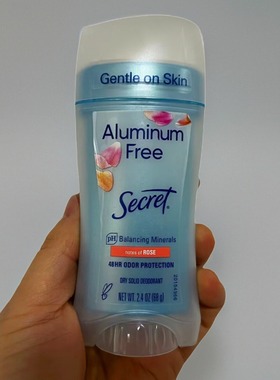 Gentle on Skin
Aluminum
Free
Secret
pH Balancing Minerals
notes of ROSE
48HR ODOR PROTECTION
DRY SOLID DEODORANT
NET WT. 2.4 OZ (69 g)